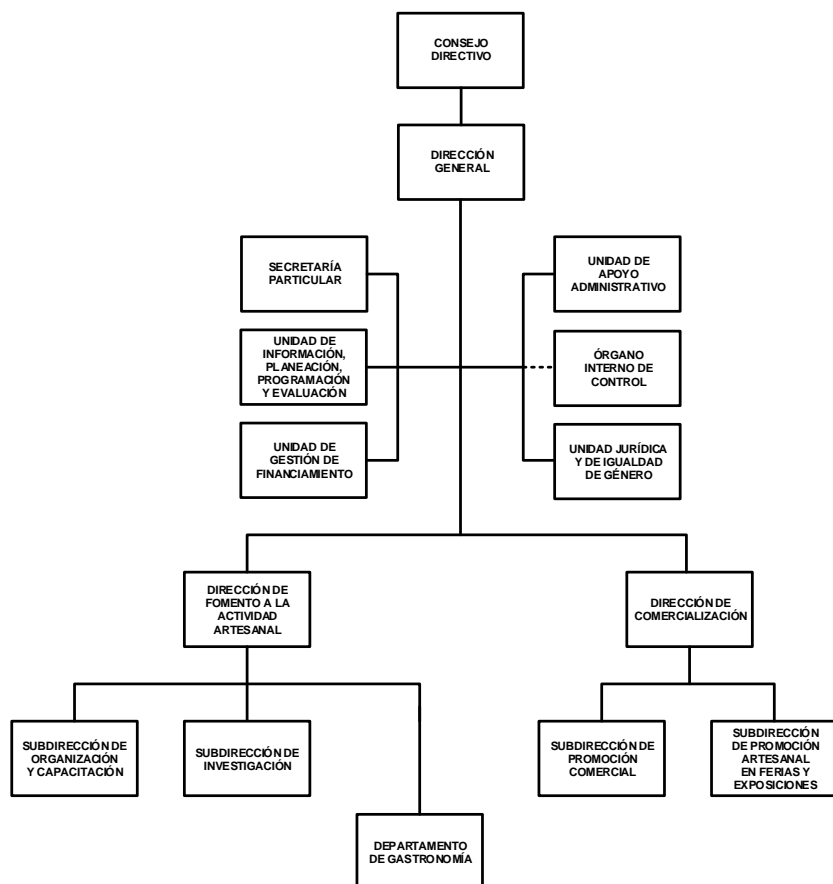 CONSEJO
DIRECTIVO
DIRECCIÓN
GENERAL
SECRETARÍA
PARTICULAR
UNIDAD DE
APOYO
ADMINISTRATIVO
UNIDAD DE
INFORMACIÓN,
PLANEACIÓN,
PROGRAMACIÓN
Y EVALUACIÓN
ÓRGANO
INTERNO DE
CONTROL
UNIDAD DE
GESTIÓN DE
FINANCIAMIENTO
UNIDAD JURÍDICA
Y DE IGUALDAD
DE GÉNERO
DIRECCIÓN DE
FOMENTO A LA
ACTIVIDAD
ARTESANAL
DIRECCIÓN DE
COMERCIALIZACIÓN
SUBDIRECCIÓN DE
ORGANIZACIÓN
Y CAPACITACIÓN
SUBDIRECCIÓN DE
INVESTIGACIÓN
SUBDIRECCIÓN DE
PROMOCIÓN
COMERCIAL
SUBDIRECCIÓN
DE PROMOCIÓN
ARTESANAL
EN FERIAS Y
EXPOSICIONES
DEPARTAMENTO
DE GASTRONOMÍA